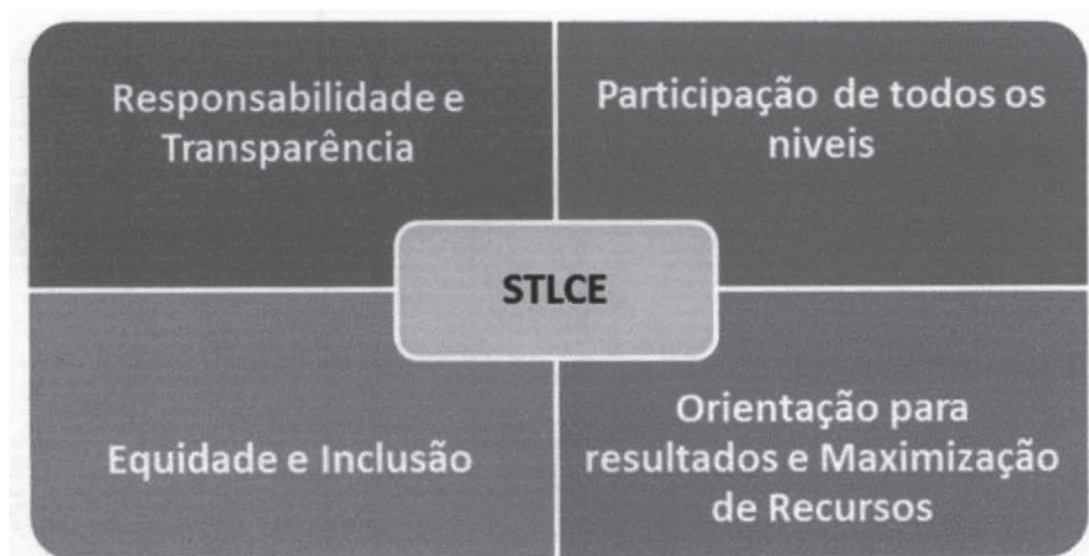 Responsabilidade e
Transparência
Participação de todos os
niveis
STLCE
Equidade e Inclusão
Orientação para
resultados e Maximização
de Recursos